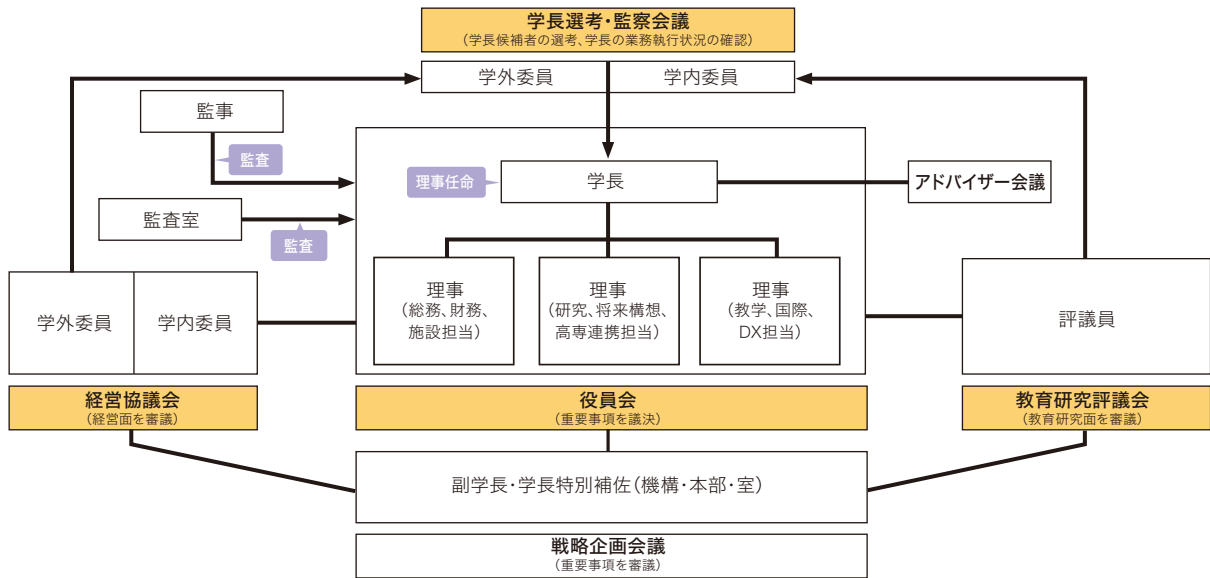 学長選考・監察会議
（学長候補者の選考、学長の業務執行状況の確認）
学外委員
学内委員
監事
監査
理事任命
学長
アドバイザー会議
監査室
監査
学外委員
学内委員
理事
（総務、財務、
施設担当）
理事
（研究、将来構想、
高専連携担当）
理事
（教学、国際、
DX担当）
評議員
経営協議会
（経営面を審議）
役員会
（重要事項を議決）
教育研究評議会
（教育研究面を審議）
副学長・学長特別補佐（機構・本部・室）
戦略企画会議
（重要事項を審議）